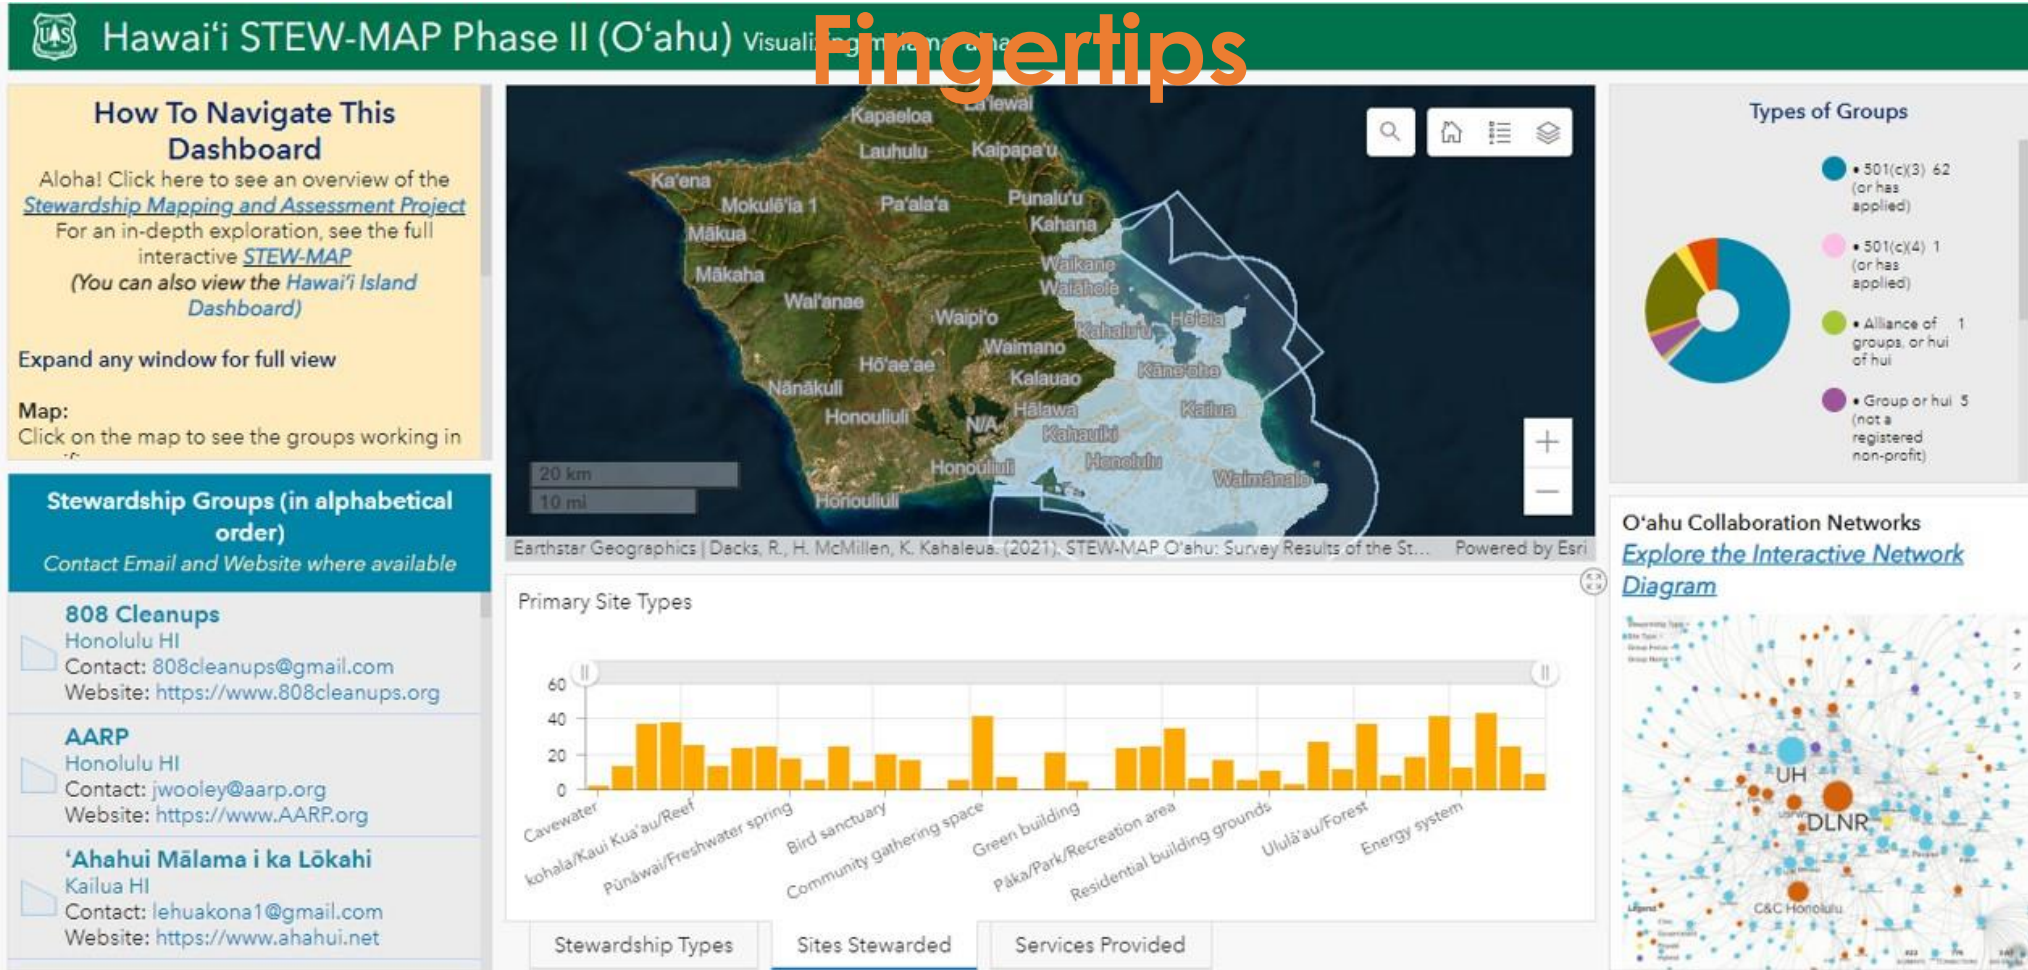 Hawaiʻi STEW-MAP Phase II (Oʻahu)
Fingertips
How To Navigate This
Dashboard
Aloha! Click here to see an overview of the
Stewardship Mapping and Assessment Project
For an in-depth exploration, see the full
interactive STEW-MAP
(You can also view the Hawaiʻi Island
Dashboard)
Expand any window for full view
Map:
Click on the map to see the groups working in
Stewardship Groups (in alphabetical
order)
Contact Email and Website where available
808 Cleanups
Honolulu HI
Contact: 808cleanups@gmail.com
Website: https://www.808cleanups.org
AARP
Honolulu HI
Contact: jwooley@aarp.org
Website: https://www.AARP.org
ʻAhahui Mālama i ka Lōkahi
Kailua HI
Contact: lehuakona1@gmail.com
Website: https://www.ahahui.net
Kapaeloa
Lauhulu
Kaipapaʻu
Kaʻena
Mokulēʻia 1
Paʻalaʻa
Punaluʻu
Kahana
Mākua
Waikane
Mākaha
Waiāhole
Waiʻanae
Waipiʻo
Heʻeia
Kahaluʻu
Waimano
Hōʻaeʻae
Kāneʻohe
Kalauao
Nānākuli
Honouliuli
N/A
Hālawa
Kailua
Kahauiki
Honouliuli
Honolulu
Waimānalo
Honouliuli
20 km
10 mi
Earthstar Geographics | Dacks, R., H. McMillen, K. Kahaleua. (2021). STEW-MAP Oʻahu: Survey Results of the St...
Powered by Esri
Primary Site Types
60
40
20
0
Cavewater
kohala/Kaui Kuaʻau/Reef
Pūnāwai/Freshwater spring
Bird sanctuary
Community gathering space
Green building
Pāka/Park/Recreation area
Residential building grounds
Ululāʻau/Forest
Energy system
Stewardship Types
Sites Stewarded
Services Provided
Types of Groups
• 501(c)(3) 62
(or has
applied)
• 501(c)(4) 1
(or has
applied)
• Alliance of 1
groups, or hui
of hui
• Group or hui 5
(not a
registered
non-profit)
Oʻahu Collaboration Networks
Explore the Interactive Network
Diagram
UH
DLNR
C&C Honolulu
Legend